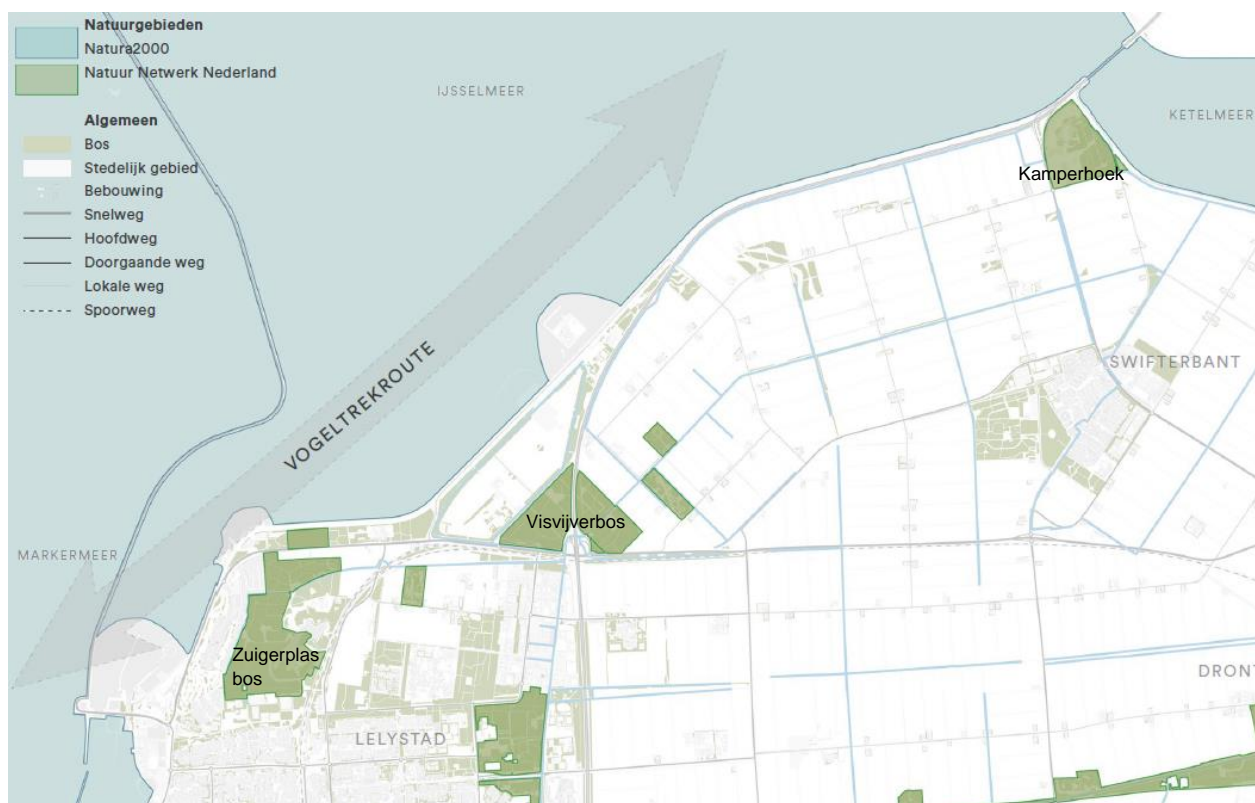 Natuurgebieden
Natura2000
Natuur Netwerk Nederland
Algemeen
Bos
Stedelijk gebied
Bebouwing
Snelweg
Hoofdweg
Doorgaande weg
Lokale weg
Spoorweg
IJSSELMEER
KETELMEER
Kamperhoek
SWIFTERBANT
VOGELTREKROUTE
Visvijverbos
MARKERMEER
Zuigerplas
bos
DRONT
LELYSTAD